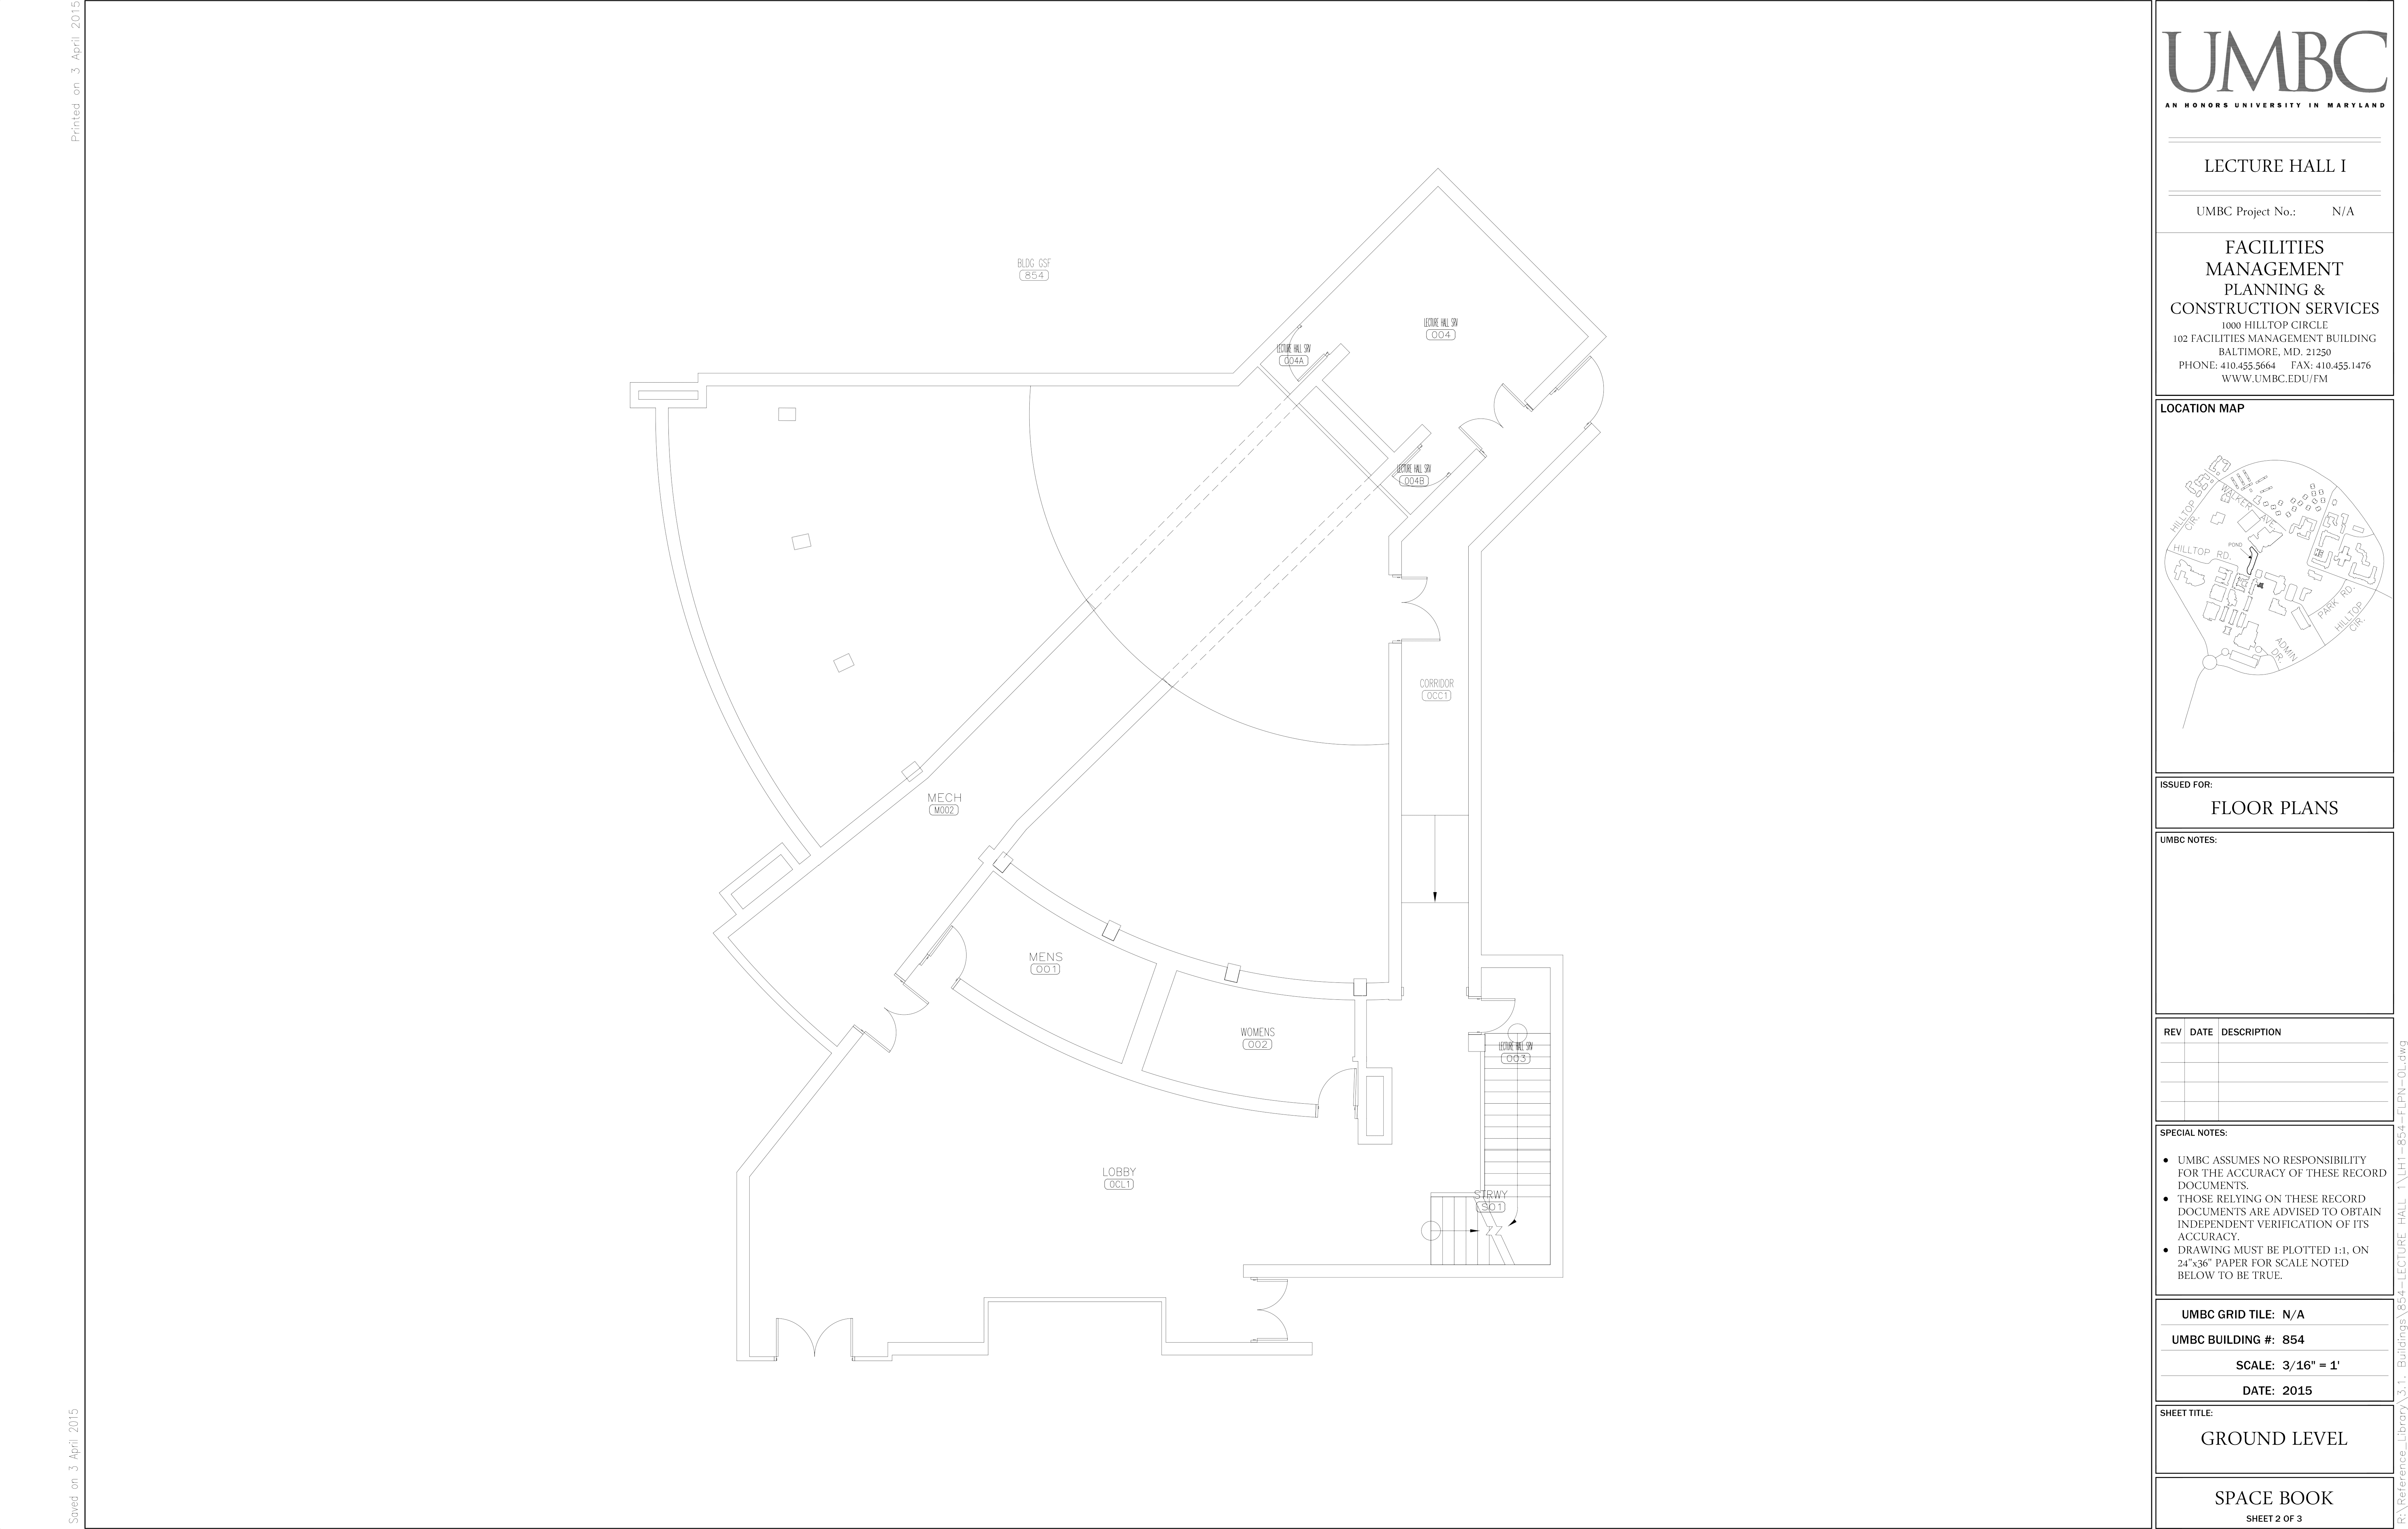 Printed on 3 April 2015
Saved on 3 April 2015
BLDG GSF
854
LECTURE HALL SRV
004
LECTURE HALL SRV
004A
LECTURE HALL SRV
004B
CORRIDOR
0CC1
MECH
M002
MENS
001
WOMENS
002
LECTURE HALL SRV
003
LOBBY
0CL1
STRWY
S01
UMBC
AN HONORS UNIVERSITY IN MARYLAND
LECTURE HALL I
UMBC Project No.: N/A
FACILITIES
MANAGEMENT
PLANNING &
CONSTRUCTION SERVICES
1000 HILLTOP CIRCLE
102 FACILITIES MANAGEMENT BUILDING
BALTIMORE, MD. 21250
PHONE: 410.455.5664 FAX: 410.455.1476
WWW.UMBC.EDU/FM
LOCATION MAP
WALKER AVE.
HILLTOP
CIR.
POND
HILLTOP RD.
PARK RD.
HILLTOP
CIR.
ADMIN
DR.
ISSUED FOR:
FLOOR PLANS
UMBC NOTES:
REV DATE DESCRIPTION
SPECIAL NOTES:
● UMBC ASSUMES NO RESPONSIBILITY
FOR THE ACCURACY OF THESE RECORD
DOCUMENTS.
● THOSE RELYING ON THESE RECORD
DOCUMENTS ARE ADVISED TO OBTAIN
INDEPENDENT VERIFICATION OF ITS
ACCURACY.
● DRAWING MUST BE PLOTTED 1:1, ON
24"x36" PAPER FOR SCALE NOTED
BELOW TO BE TRUE.
UMBC GRID TILE: N/A
UMBC BUILDING #: 854
SCALE: 3/16" = 1'
DATE: 2015
SHEET TITLE:
GROUND LEVEL
SPACE BOOK
SHEET 2 OF 3
R:\Reference_Library\3.1. Buildings\854-LECTURE HALL 1\LH1-854-FLPN-0L.dwg